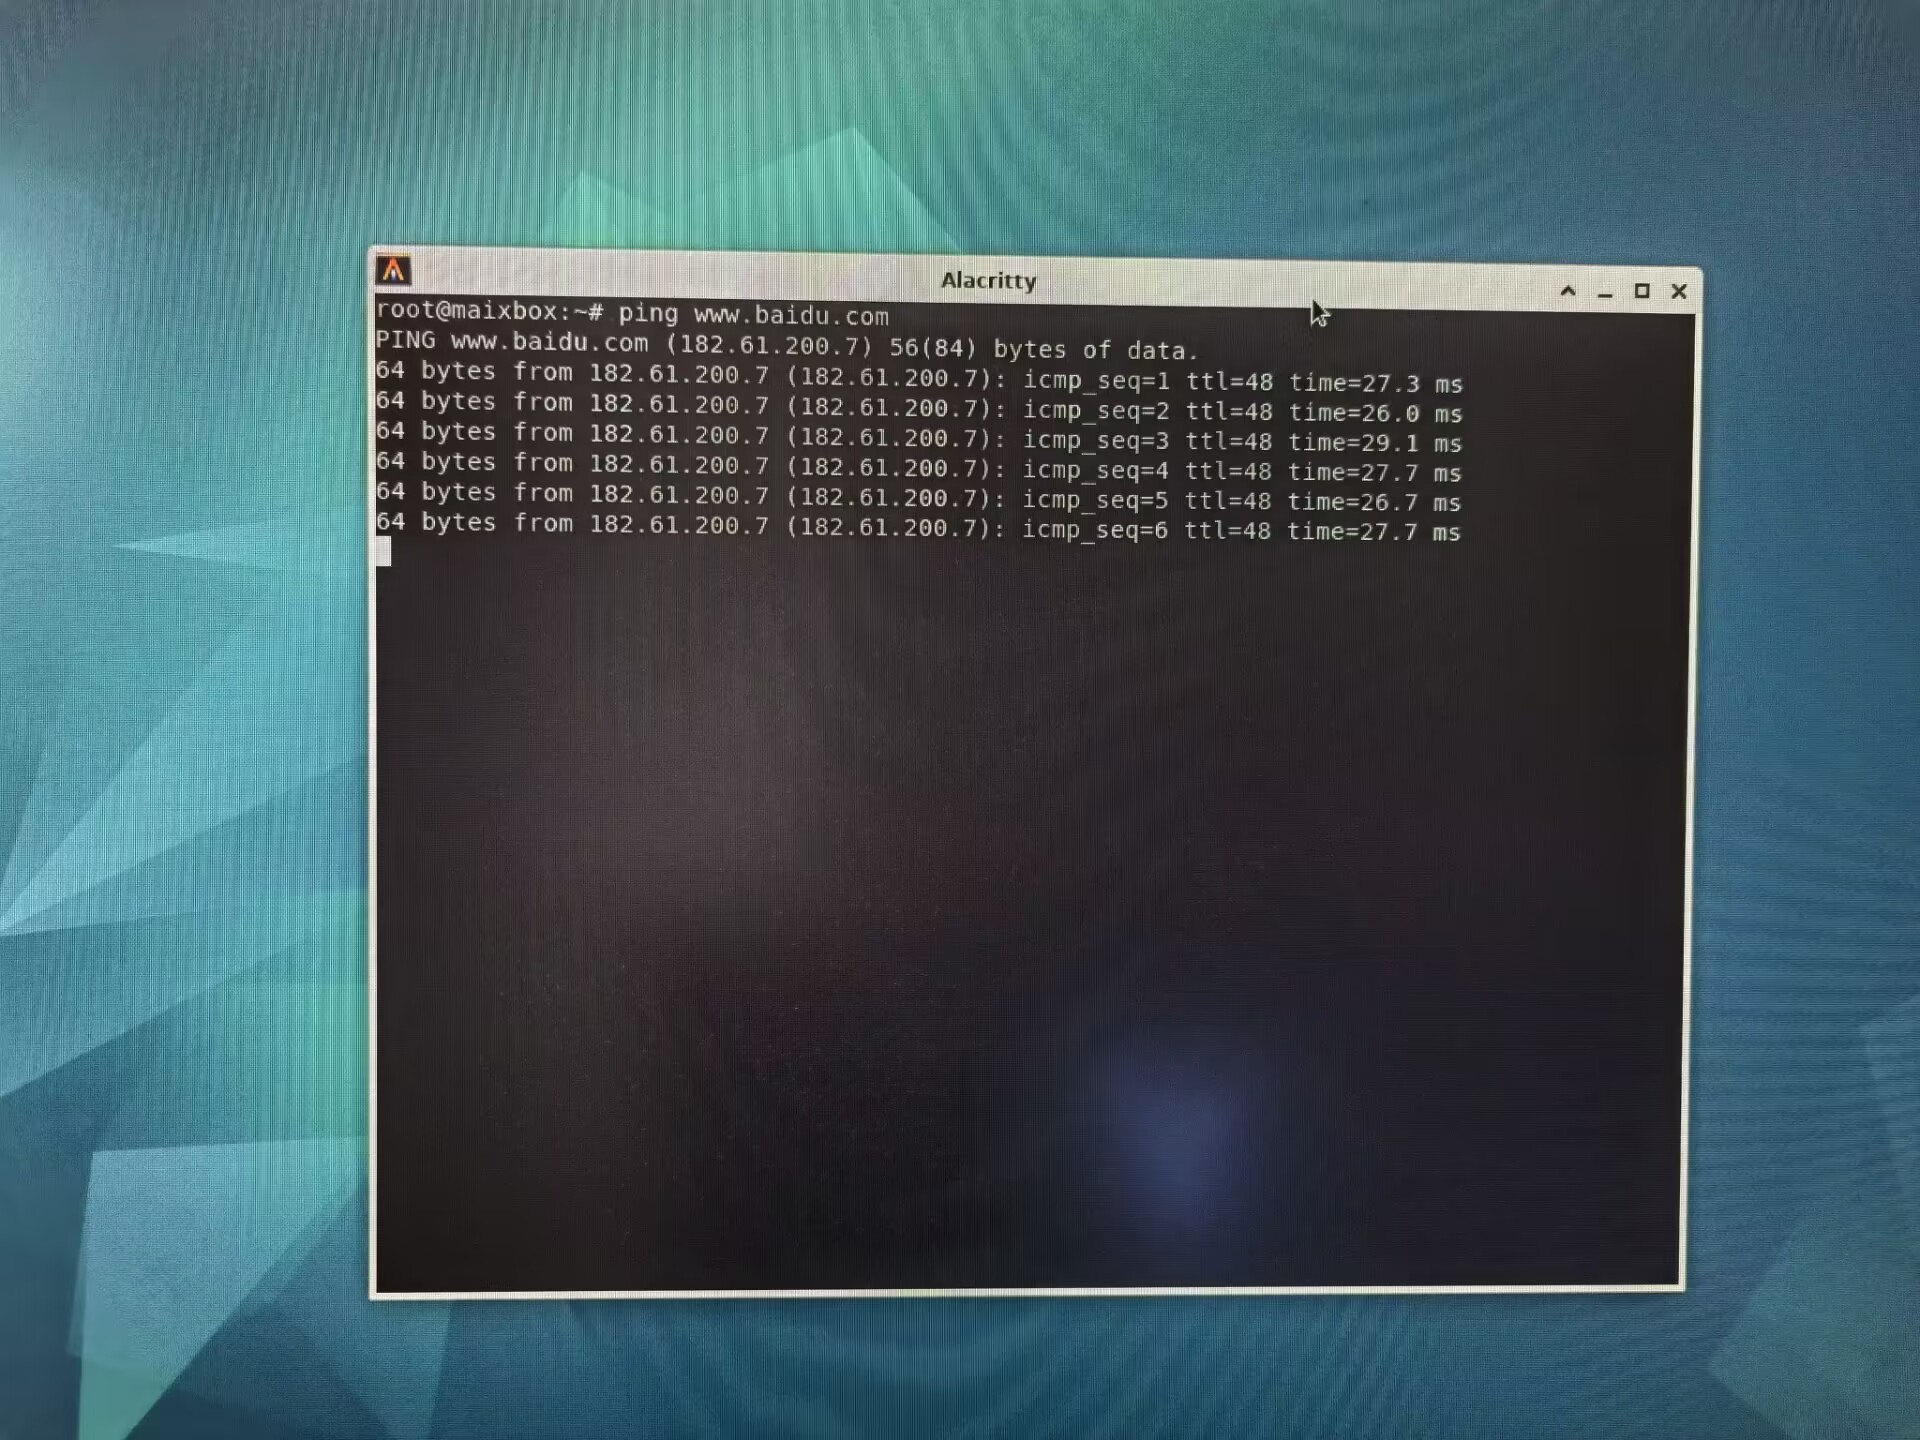 Alacritty
root@maixbox:~# ping www.baidu.com
PING www.baidu.com (182.61.200.7) 56(84) bytes of data.
64 bytes from 182.61.200.7 (182.61.200.7): icmp_seq=1 ttl=48 time=27.3 ms
64 bytes from 182.61.200.7 (182.61.200.7): icmp_seq=2 ttl=48 time=26.0 ms
64 bytes from 182.61.200.7 (182.61.200.7): icmp_seq=3 ttl=48 time=29.1 ms
64 bytes from 182.61.200.7 (182.61.200.7): icmp_seq=4 ttl=48 time=27.7 ms
64 bytes from 182.61.200.7 (182.61.200.7): icmp_seq=5 ttl=48 time=26.7 ms
64 bytes from 182.61.200.7 (182.61.200.7): icmp_seq=6 ttl=48 time=27.7 ms